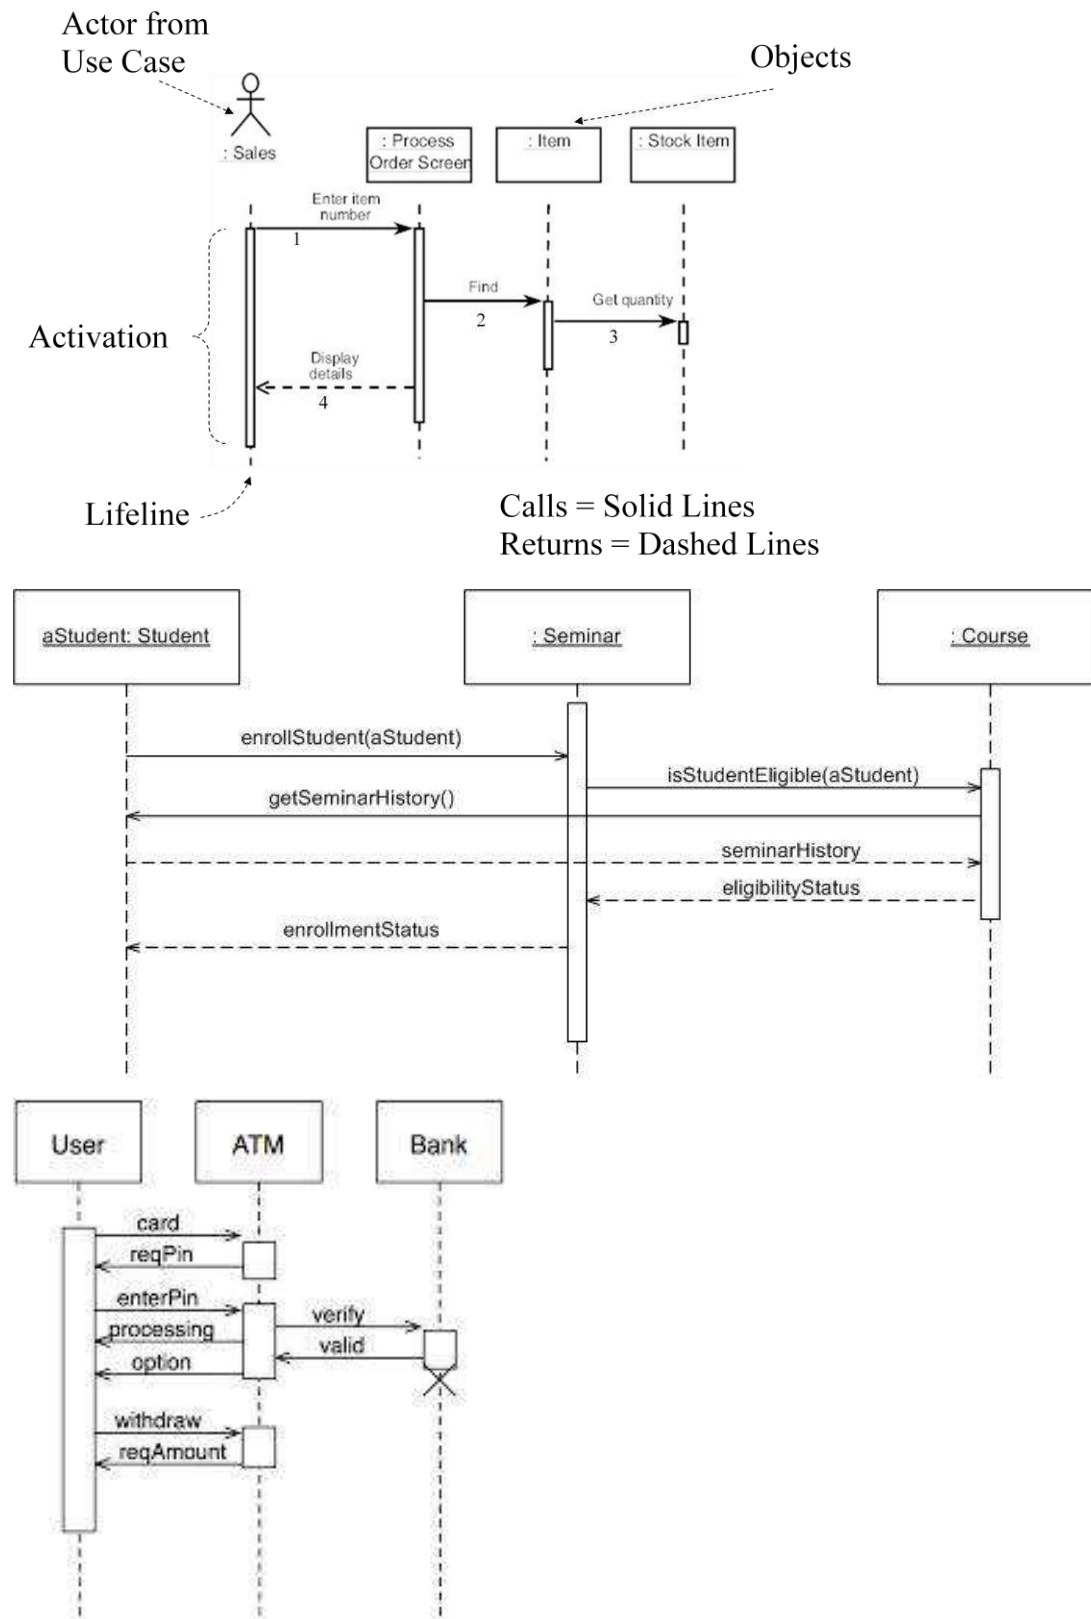 Actor from
Use Case
Objects
: Sales
: Process
Order Screen
: Item
: Stock Item
Enter item
number
1
Find
2
Get quantity
3
Activation
Display
details
4
Lifeline
Calls = Solid Lines
Returns = Dashed Lines
aStudent: Student
: Seminar
: Course
enrollStudent(aStudent)
isStudentEligible(aStudent)
getSeminarHistory()
seminarHistory
eligibilityStatus
enrollmentStatus
User
ATM
Bank
card
reqPin
enterPin
verify
processing
valid
option
withdraw
reqAmount